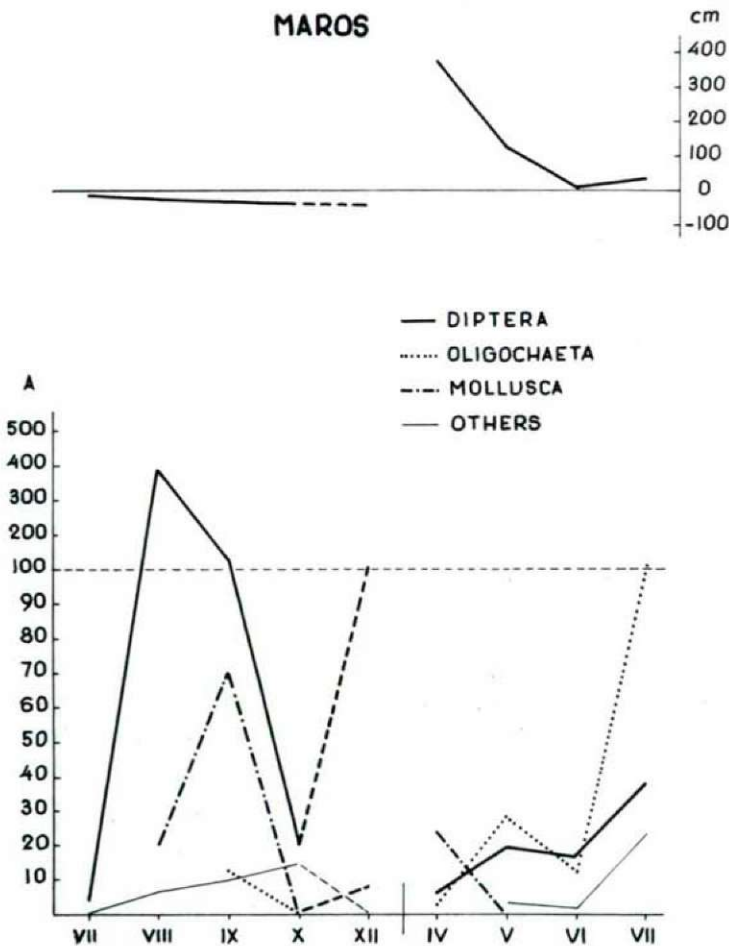 MAROS
cm
400
300
200
100
0
-100
DIPTERA
OLIGOCHAETA
MOLLUSCA
OTHERS
A
500
400
300
200
100
90
80
70
60
50
40
30
20
10
VII VIII IX X XII IV V VI VII